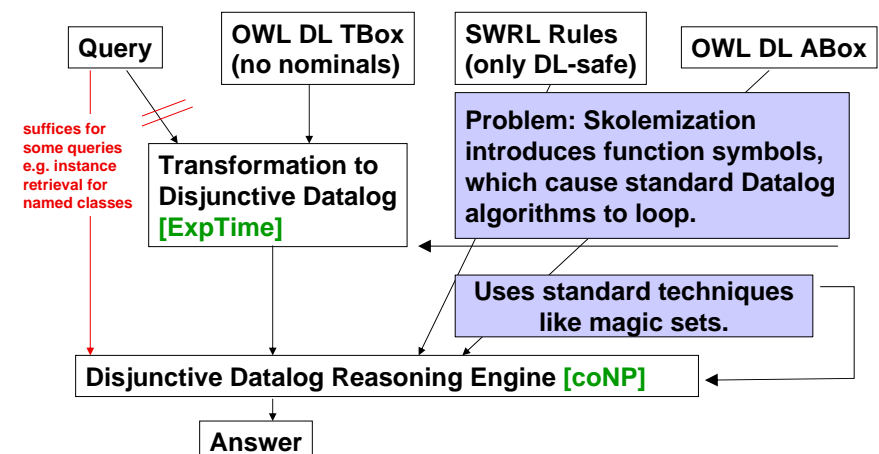 Query
OWL DL TBox
(no nominals)
SWRL Rules
(only DL-safe)
OWL DL ABox
suffices for
some queries
e.g. instance
retrieval for
named classes
Transformation to
Disjunctive Datalog
[ExpTime]
Problem: Skolemization
introduces function symbols,
which cause standard Datalog
algorithms to loop.
Uses standard techniques
like magic sets.
Disjunctive Datalog Reasoning Engine [coNP]
Answer